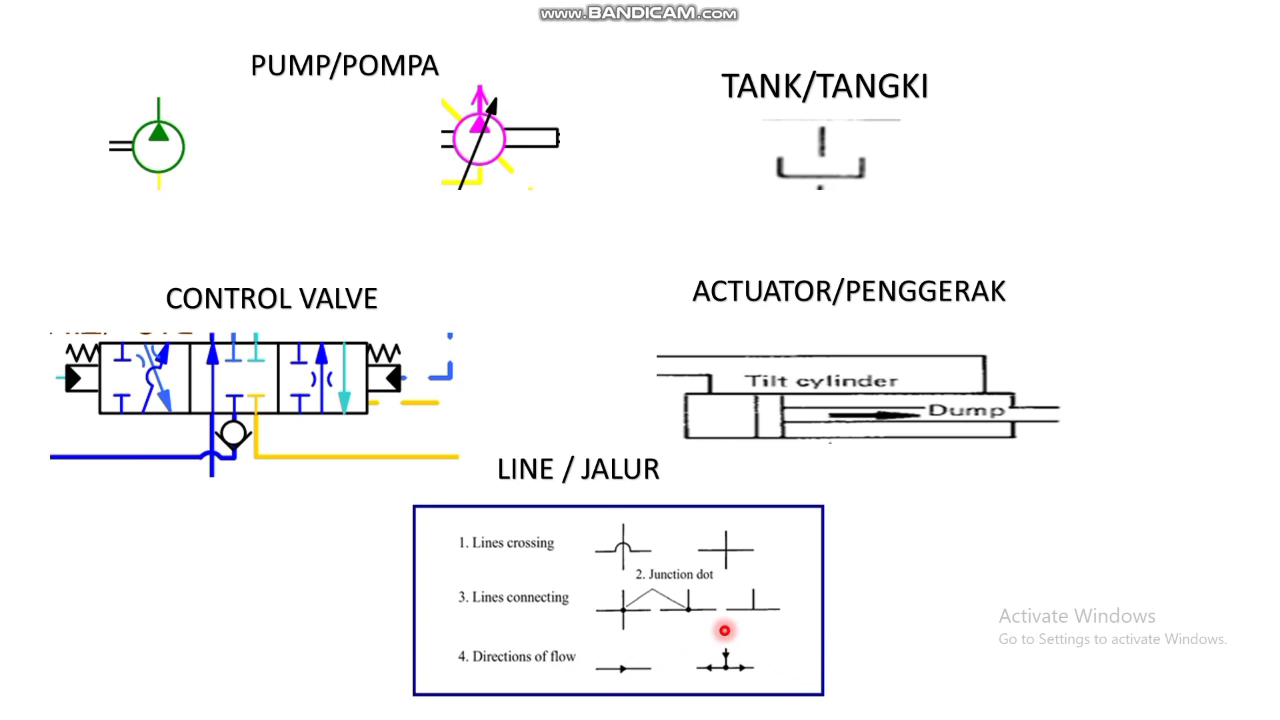 www.BANDICAM.com
PUMP/POMPA
TANK/TANGKI
CONTROL VALVE
ACTUATOR/PENGGERAK
Tilt cylinder
Dump
LINE / JALUR
1. Lines crossing
2. Junction dot
3. Lines connecting
4. Directions of flow
Activate Windows
Go to Settings to activate Windows.